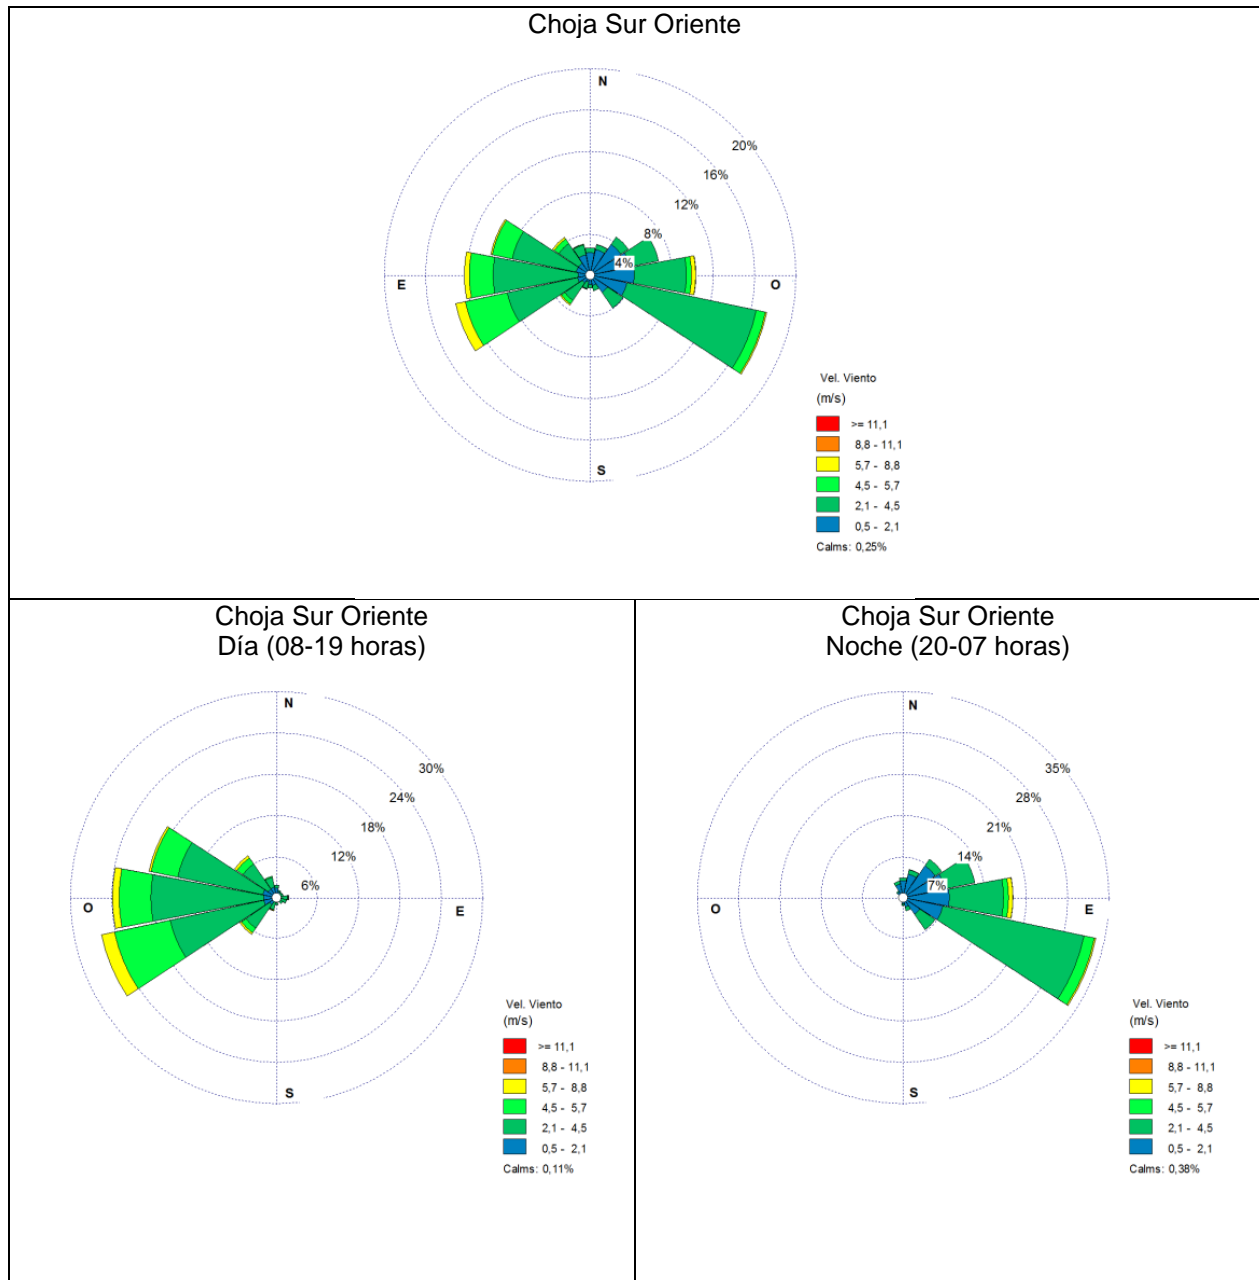 Choja Sur Oriente
N
20%
16%
12%
8%
4%
E
O
S
Vel. Viento
(m/s)
>= 11,1
8,8 - 11,1
5,7 - 8,8
4,5 - 5,7
2,1 - 4,5
0,5 - 2,1
Calms: 0,25%
Choja Sur Oriente
Día (08-19 horas)
N
30%
24%
18%
12%
6%
O
E
S
Vel. Viento
(m/s)
>= 11,1
8,8 - 11,1
5,7 - 8,8
4,5 - 5,7
2,1 - 4,5
0,5 - 2,1
Calms: 0,11%
Choja Sur Oriente
Noche (20-07 horas)
N
35%
28%
21%
14%
7%
O
E
S
Vel. Viento
(m/s)
>= 11,1
8,8 - 11,1
5,7 - 8,8
4,5 - 5,7
2,1 - 4,5
0,5 - 2,1
Calms: 0,38%